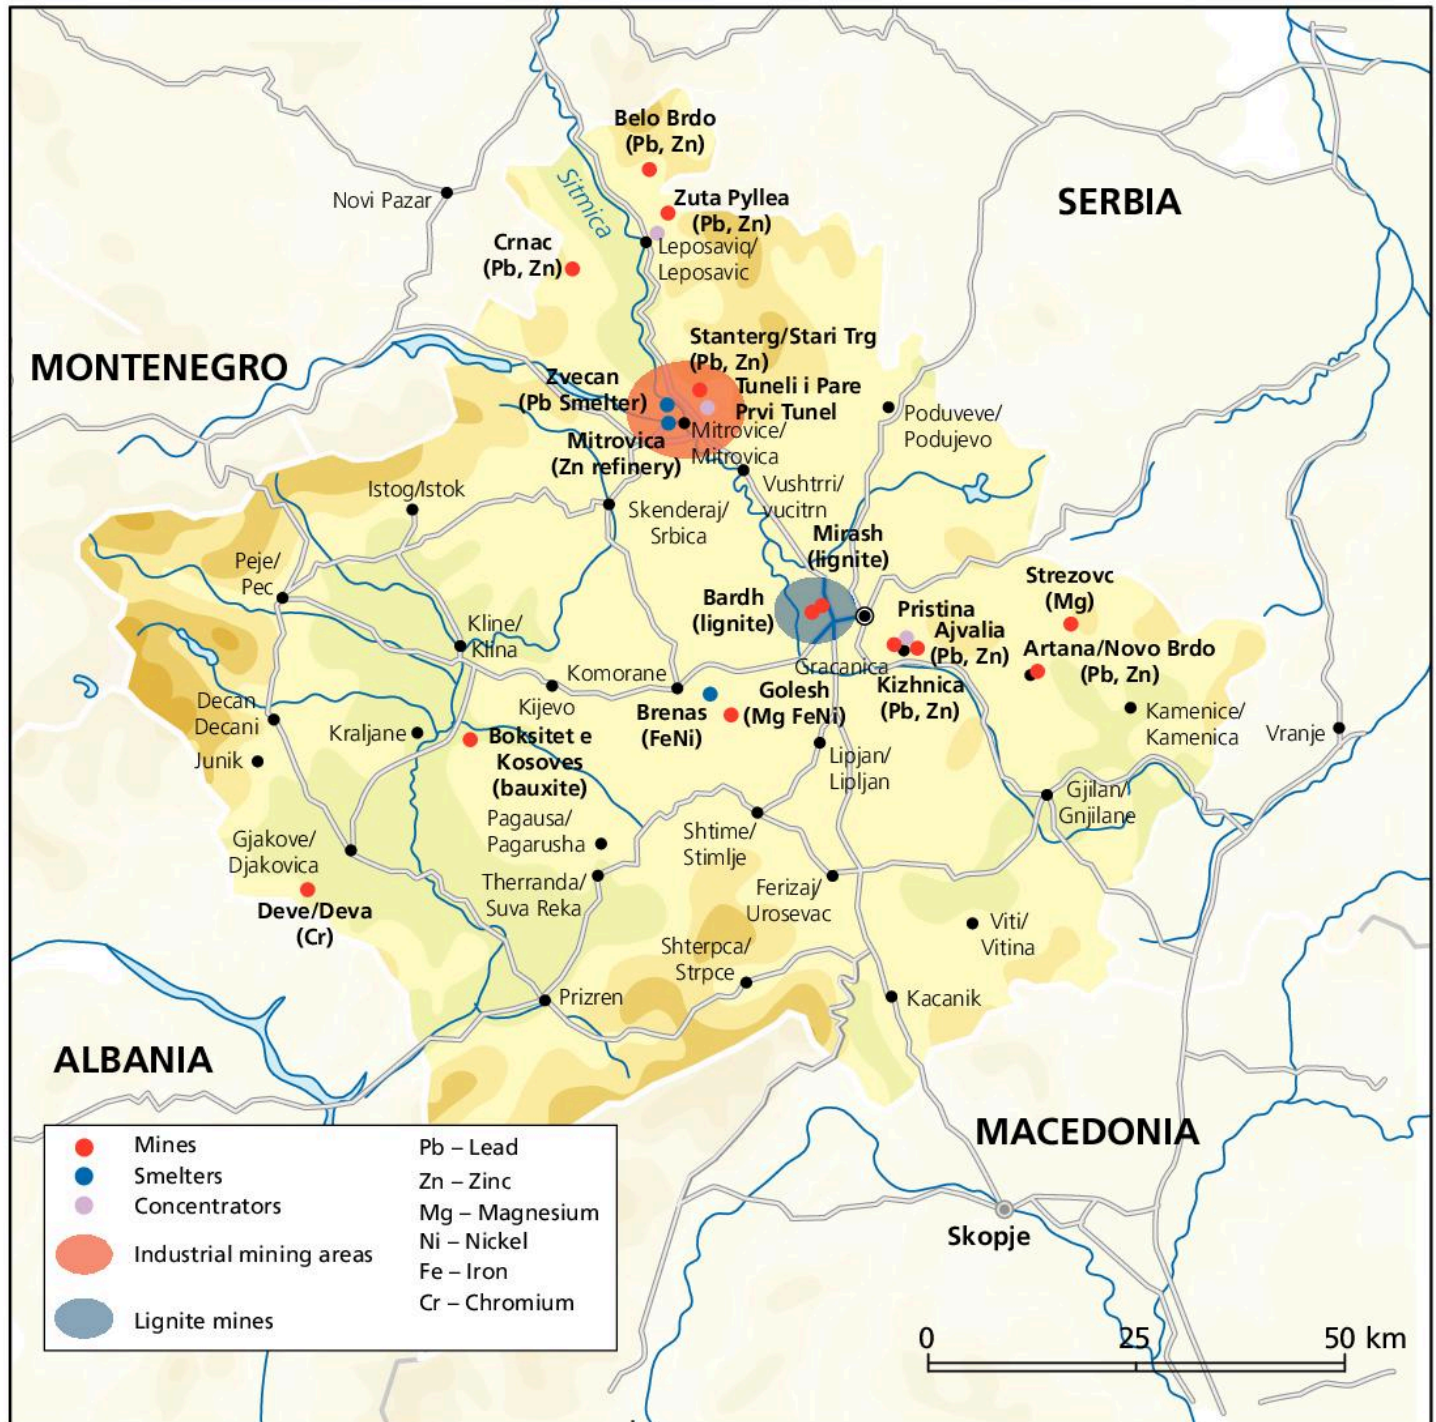 Belo Brdo
(Pb, Zn)
Novi Pazar
Sitmica
Zuta Pyllea
(Pb, Zn)
SERBIA
Crnac
(Pb, Zn)
Leposaviq/
Leposavic
MONTENEGRO
Stanterg/Stari Trg
(Pb, Zn)
Zvecan
(Pb Smelter)
Tuneli i Pare
Prvi Tunel
Mitrovica
(Zn refinery)
Mitrovice/
Mitrovica
Poduveve/
Podujevo
Istog/Istok
Vushtrri/
vucitrn
Skenderaj/
Srbica
Mirash
(lignite)
Peje/
Pec
Bardh
(lignite)
Pristina
Strezovc
(Mg)
Ajvalia
(Pb, Zn)
Artana/Novo Brdo
(Pb, Zn)
Kline/
Klina
Komorane
Gracanica
Kizhnica
(Pb, Zn)
Decan
Decani
Kijevo
Brenas
(FeNi)
Golesh
(Mg FeNi)
Kamenice/
Kamenica
Vranje
Kraljane
Junik
Boksitet e
Kosoves
(bauxite)
Lipjan/
Lipljan
Gjilan/
Gnjilane
Pagausa/
Pagarusha
Shtime/
Stimlje
Gjakove/
Djakovica
Therranda/
Suva Reka
Ferizaj/
Urosevac
Deve/Deva
(Cr)
Viti/
Vitina
Shterpca/
Strpce
Prizren
Kacanik
ALBANIA
MACEDONIA
Skopje
Mines
Smelters
Concentrators
Industrial mining areas
Lignite mines
Pb – Lead
Zn – Zinc
Mg – Magnesium
Ni – Nickel
Fe – Iron
Cr – Chromium
0 25 50 km